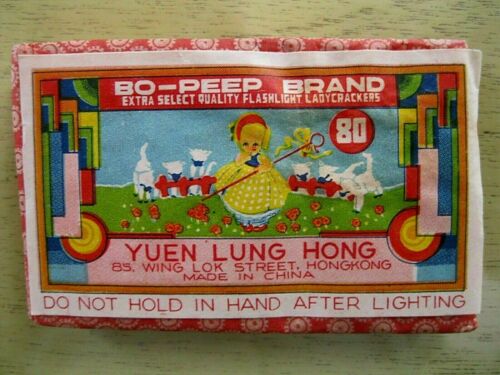 BO-PEEP BRAND
EXTRA SELECT QUALITY FLASHLIGHT LADYCRACKERS
80
YUEN LUNG HONG
85, WING LOK STREET, HONGKONG
MADE IN CHINA
DO NOT HOLD IN HAND AFTER LIGHTING